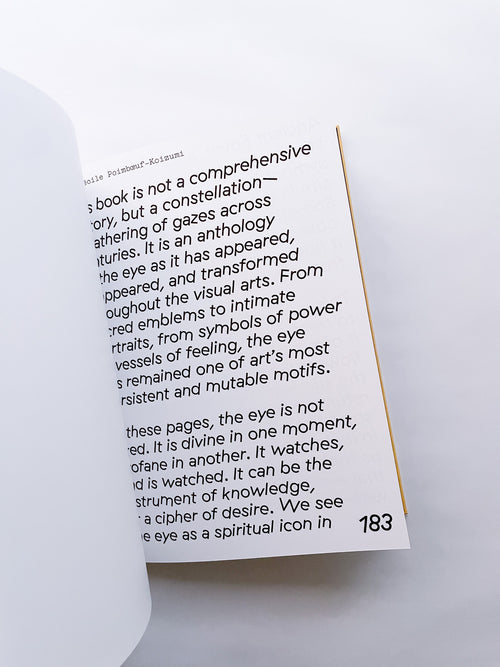 cile Poimbœuf-Koizumi
s book is not a comprehensive
ory, but a constellation—
athering of gazes across
turies. It is an anthology
the eye as it has appeared,
ppeared, and transformed
oughout the visual arts. From
cred emblems to intimate
rtraits, from symbols of power
vessels of feeling, the eye
s remained one of art's most
rsistent and mutable motifs.
these pages, the eye is not
ed. It is divine in one moment,
ofane in another. It watches,
d is watched. It can be the
strument of knowledge,
a cipher of desire. We see
e eye as a spiritual icon in
183